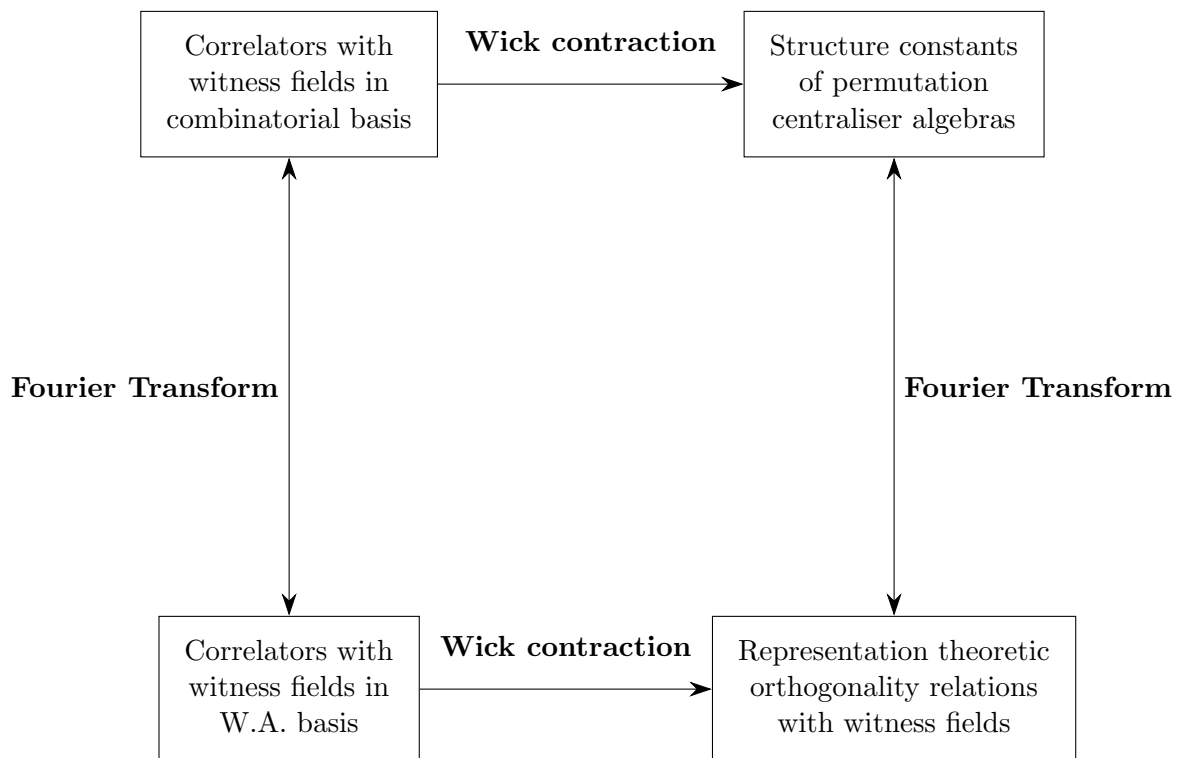 Correlators with
witness fields in
combinatorial basis
Wick contraction
Structure constants
of permutation
centraliser algebras
Fourier Transform
Fourier Transform
Correlators with
witness fields in
W.A. basis
Wick contraction
Representation theoretic
orthogonality relations
with witness fields